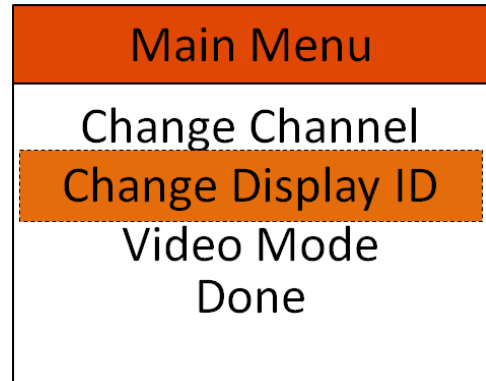 Main Menu
Change Channel
Change Display ID
Video Mode
Done